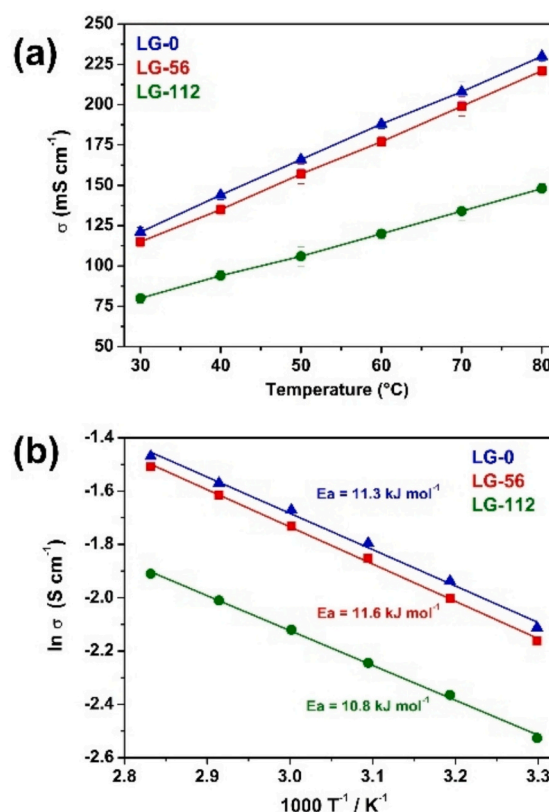 (a)
LG-0
LG-56
LG-112
250
225
200
175
150
125
100
75
50
σ (mS cm⁻¹)
30 40 50 60 70 80
Temperature (°C)
(b)
LG-0
LG-56
LG-112
-1.4
-1.6
-1.8
-2.0
-2.2
-2.4
-2.6
ln σ (S cm⁻¹)
Ea = 11.3 kJ mol⁻¹
Ea = 11.6 kJ mol⁻¹
Ea = 10.8 kJ mol⁻¹
2.8 2.9 3.0 3.1 3.2 3.3
1000 T⁻¹ / K⁻¹